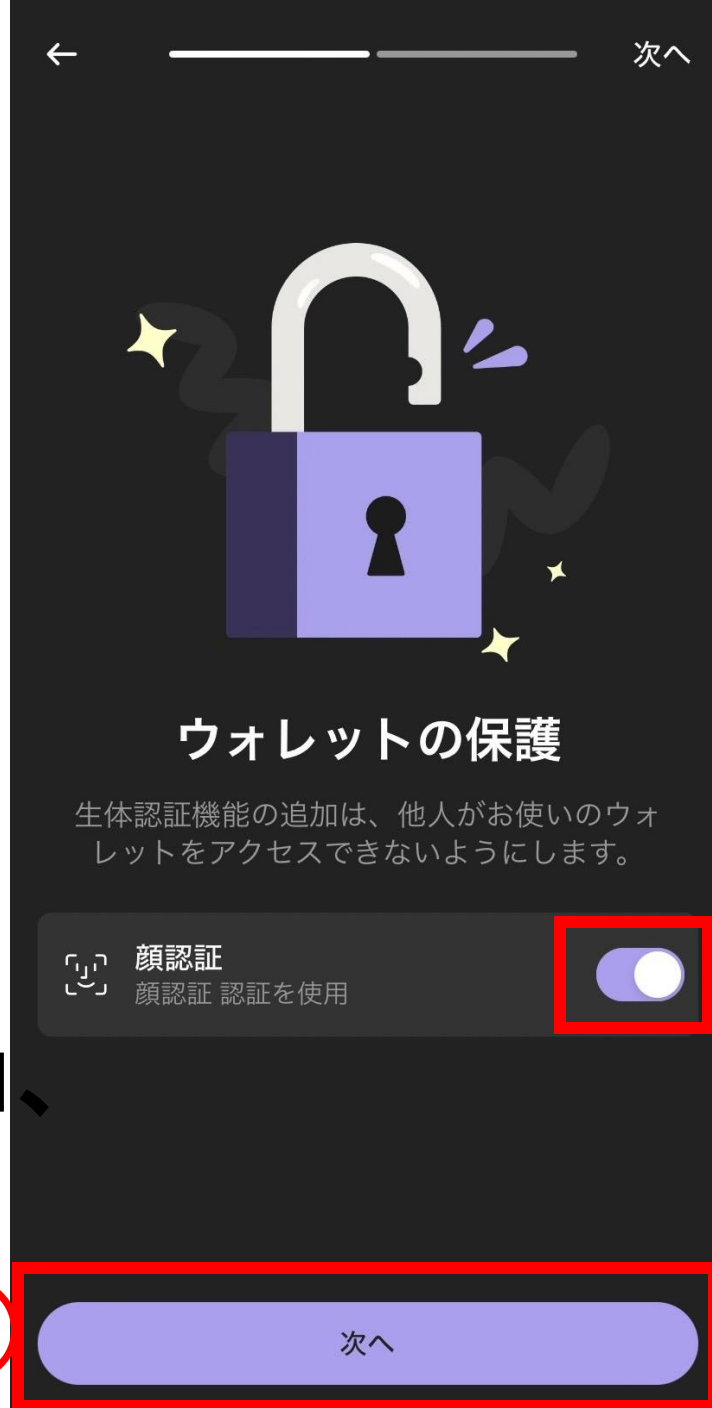 次へ
ウォレットの保護
生体認証機能の追加は、他人がお使いのウォ
レットをアクセスできないようにします。
顔認証
顔認証 認証を使用
、
次へ